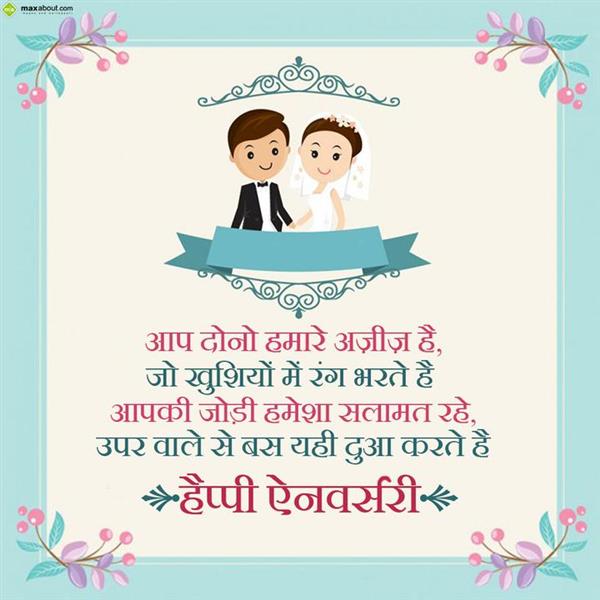 maxabout.com
आप दोनो हमारे अज़ीज़ है,
जो खुशियों में रंग भरते है
आपकी जोड़ी हमेशा सलामत रहे,
उपर वाले से बस यही दुआ करते है
हैप्पी ऐनवर्सरी